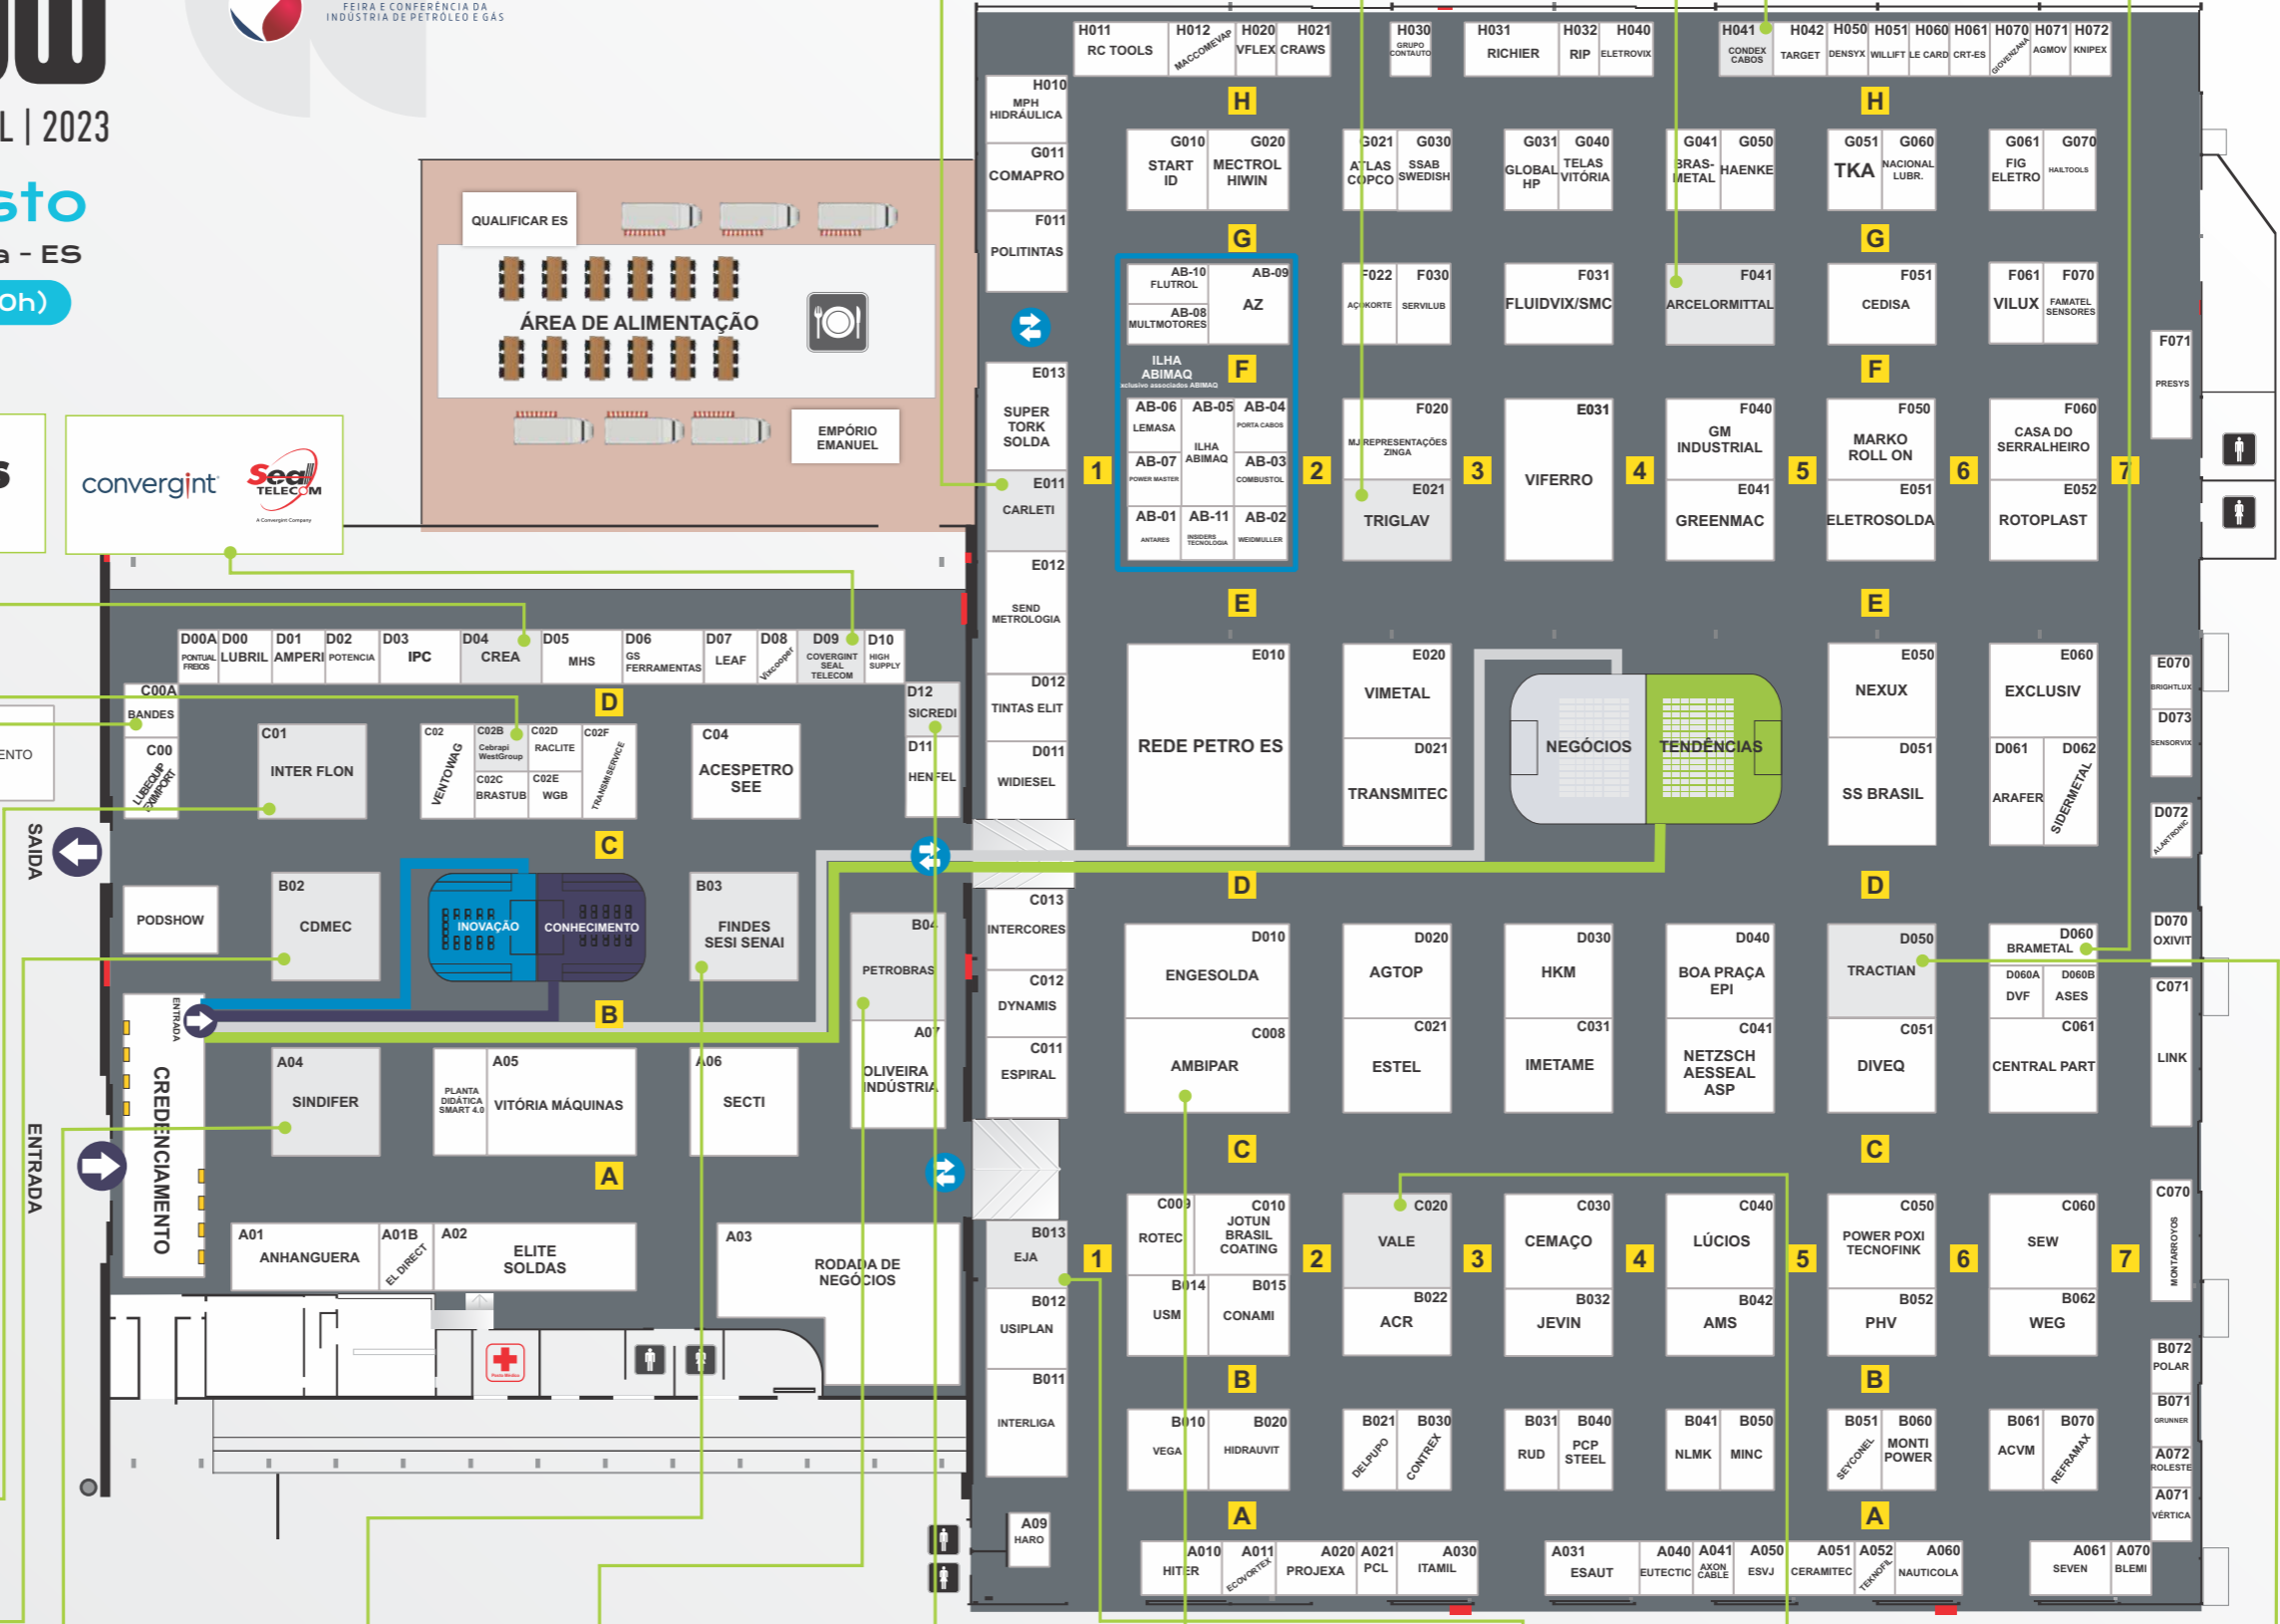 FEIRA E CONFERÊNCIA DA
INDÚSTRIA DE PETRÓLEO E GÁS
L | 2023
sto
a - ES
0h)
S
convergint
Seal
TELECOM
A Convergint Company
ENTO
QUALIFICAR ES
ÁREA DE ALIMENTAÇÃO
EMPÓRIO
EMANUEL
H011
RC TOOLS
H012
MACCOMEVAP
H020
VFLEX
H021
CRAWS
H030
GRUPO
CONTAUTO
H031
RICHIER
H032
RIP
H040
ELETROVIX
H041
CONDEX
CABOS
H042
TARGET
H050
DENSYX
H051
WILLIFT
H060
LE CARD
H061
CRT-ES
H070
GIOVENZANA
H071
AGMOV
H072
KNIPEX
H010
MPH
HIDRÁULICA
H
H
G011
COMAPRO
G010
START
ID
G020
MECTROL
HIWIN
G021
ATLAS
COPCO
G030
SSAB
SWEDISH
G031
GLOBAL
HP
G040
TELAS
VITÓRIA
G041
BRAS-
METAL
G050
HAENKE
G051
TKA
G060
NACIONAL
LUBR.
G061
FIG
ELETRO
G070
HAILTOOLS
F011
POLITINTAS
G
G
AB-10
FLUTROL
AB-09
AZ
AB-08
MULTMOTORES
F022
AÇOKORTE
F030
SERVILUB
F031
FLUIDVIX/SMC
F041
ARCELORMITTAL
F051
CEDISA
F061
VILUX
F070
FAMATEL
SENSORES
F071
PRESYS
ILHA
ABIMAQ
xclusivo associados ABIMAQ
F
F
E013
SUPER
TORK
SOLDA
AB-06
LEMASA
AB-05
ILHA
ABIMAQ
AB-04
PORTA CABOS
AB-07
POWER MASTER
AB-03
COMBUSTOL
AB-01
ANTARES
AB-11
INSIDERS
TECNOLOGIA
AB-02
WEIDMULLER
F020
MJ REPRESENTAÇÕES
ZINGA
E031
VIFERRO
F040
GM
INDUSTRIAL
F050
MARKO
ROLL ON
F060
CASA DO
SERRALHEIRO
1
2
3
4
5
6
7
E011
CARLETI
E021
TRIGLAV
E041
GREENMAC
E051
ELETROSOLDA
E052
ROTOPLAST
E012
SEND
METROLOGIA
E
E
D012
TINTAS ELIT
D011
WIDIESEL
E010
REDE PETRO ES
E020
VIMETAL
D021
TRANSMITEC
NEGÓCIOS
TENDÊNCIAS
E050
NEXUX
D051
SS BRASIL
E060
EXCLUSIV
D061
ARAFER
D062
SIDERMETAL
E070
BRIGHTLUX
D073
SENSORVIX
D072
ALARTRONIC
D00A
PONTUAL
FREIOS
D00
LUBRIL
D01
AMPERI
D02
POTENCIA
D03
IPC
D04
CREA
D05
MHS
D06
GS
FERRAMENTAS
D07
LEAF
D08
Vixcooper
D09
COVERGINT
SEAL
TELECOM
D10
HIGH
SUPPLY
C00A
BANDES
C00
LUBEQUIP
EXIMPORT
D
D12
SICREDI
D11
HENFEL
C01
INTER FLON
C02
VENTOWAG
C02B
Cebrapi
WestGroup
C02D
RACLITE
C02F
TRANSMISERVICE
C02C
BRASTUB
C02E
WGB
C04
ACESPETRO
SEE
SAIDA
C
PODSHOW
B02
CDMEC
INOVAÇÃO
CONHECIMENTO
B03
FINDES
SESI SENAI
B04
PETROBRAS
B
ENTRADA
CREDENCIAMENTO
ENTRADA
A04
SINDIFER
PLANTA
DIDÁTICA
SMART 4.0
A05
VITÓRIA MÁQUINAS
A06
SECTI
A07
OLIVEIRA
INDÚSTRIA
A
A01
ANHANGUERA
A01B
EL DIRECT
A02
ELITE
SOLDAS
A03
RODADA DE
NEGÓCIOS
Posto Médico
D
D
C013
INTERCORES
C012
DYNAMIS
C011
ESPIRAL
D010
ENGESOLDA
C008
AMBIPAR
D020
AGTOP
C021
ESTEL
D030
HKM
C031
IMETAME
D040
BOA PRAÇA
EPI
C041
NETZSCH
AESSEAL
ASP
D050
TRACTIAN
C051
DIVEQ
D060
BRAMETAL
D060A
DVF
D060B
ASES
C061
CENTRAL PART
D070
OXIVIT
C071
LINK
C
C
B013
EJA
B012
USIPLAN
B011
INTERLIGA
C009
ROTEC
C010
JOTUN
BRASIL
COATING
B014
USM
B015
CONAMI
C020
VALE
B022
ACR
C030
CEMAÇO
B032
JEVIN
C040
LÚCIOS
B042
AMS
C050
POWER POXI
TECNOFINK
B052
PHV
C060
SEW
B062
WEG
C070
MONTARROYOS
1
2
3
4
5
6
7
B
B
B072
POLAR
B071
GRUNNER
A072
ROLESTE
A071
VÉRTICA
B010
VEGA
B020
HIDRAUVIT
B021
DELPUPO
B030
CONTREX
B031
RUD
B040
PCP
STEEL
B041
NLMK
B050
MINC
B051
SEYCONEL
B060
MONTI
POWER
B061
ACVM
B070
REFRAMAX
A
A
A09
HARO
A010
HITER
A011
ECOVORTEX
A020
PROJEXA
A021
PCL
A030
ITAMIL
A031
ESAUT
A040
EUTECTIC
A041
AXON
CABLE
A050
ESVJ
A051
CERAMITEC
A052
TEKNOFIL
A060
NAUTICOLA
A061
SEVEN
A070
BLEMI